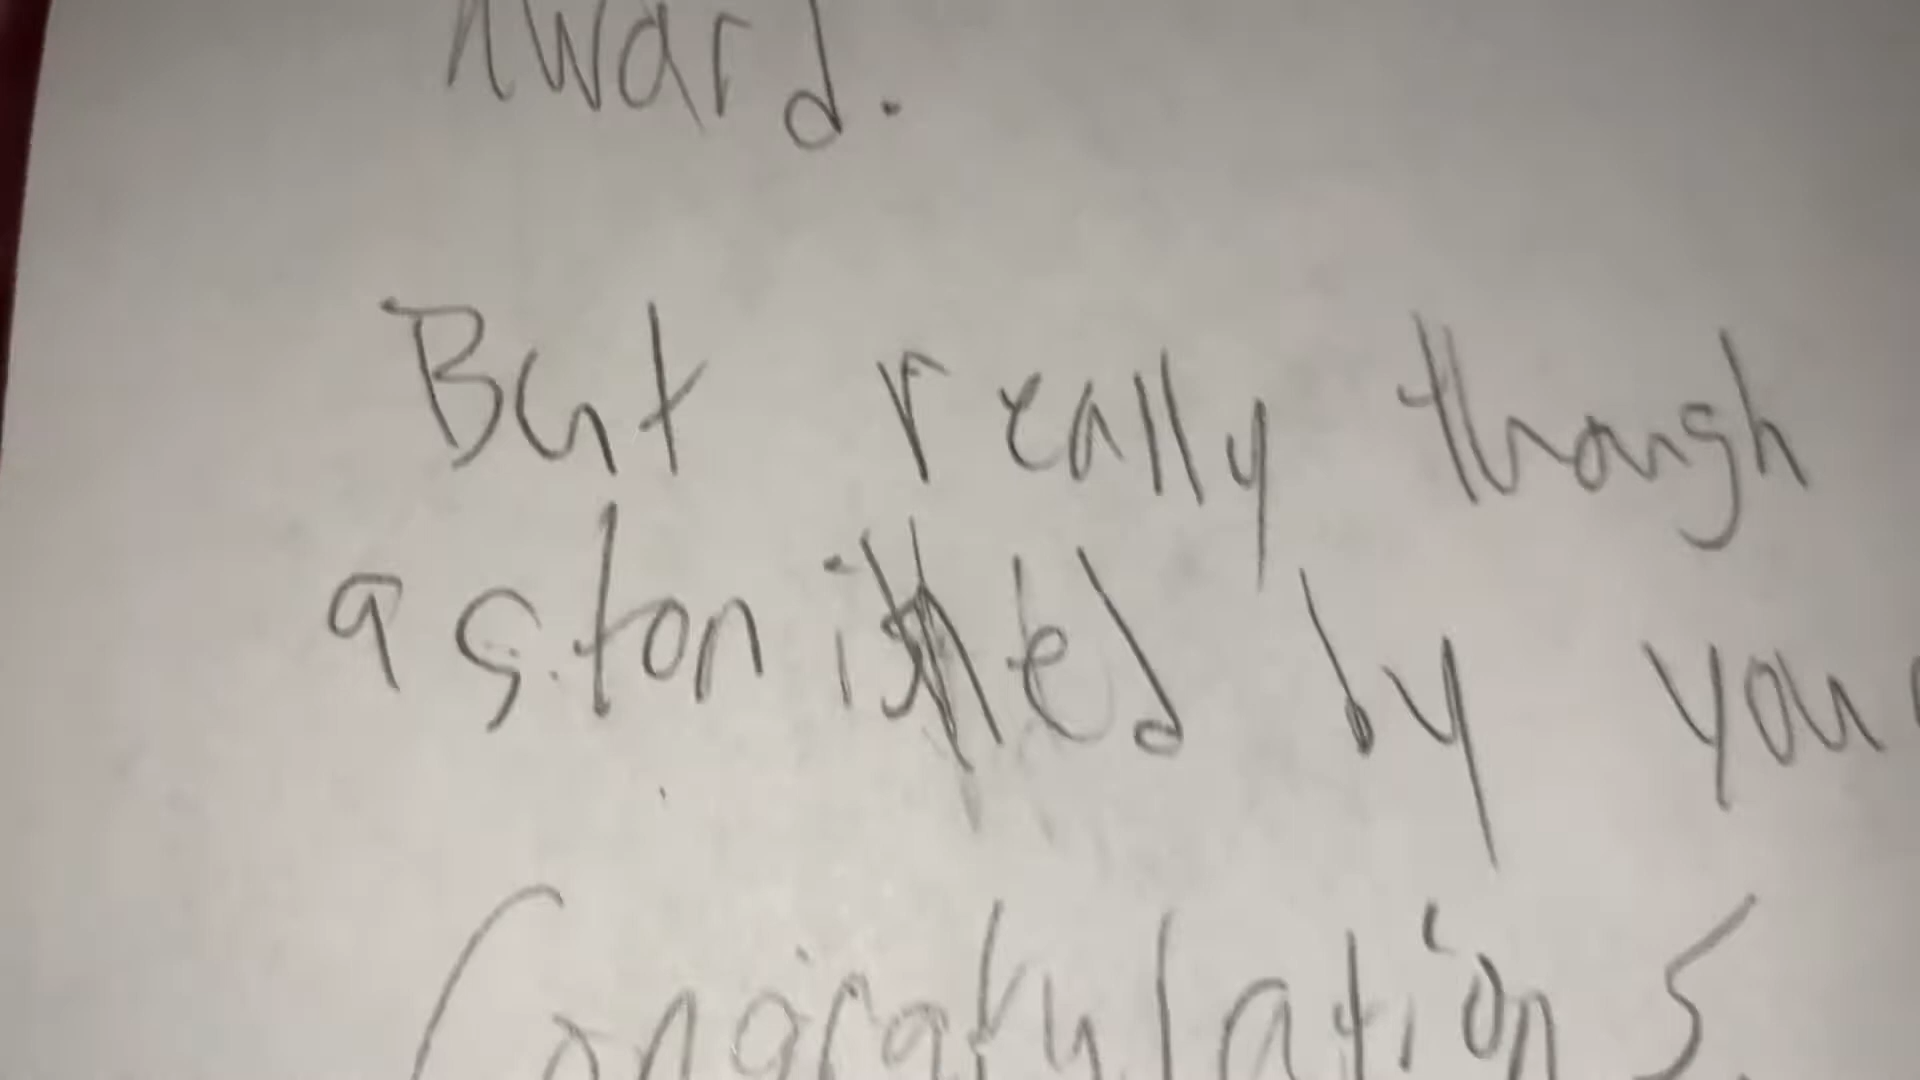 Award.
But really though
astonished by you
Congratulations